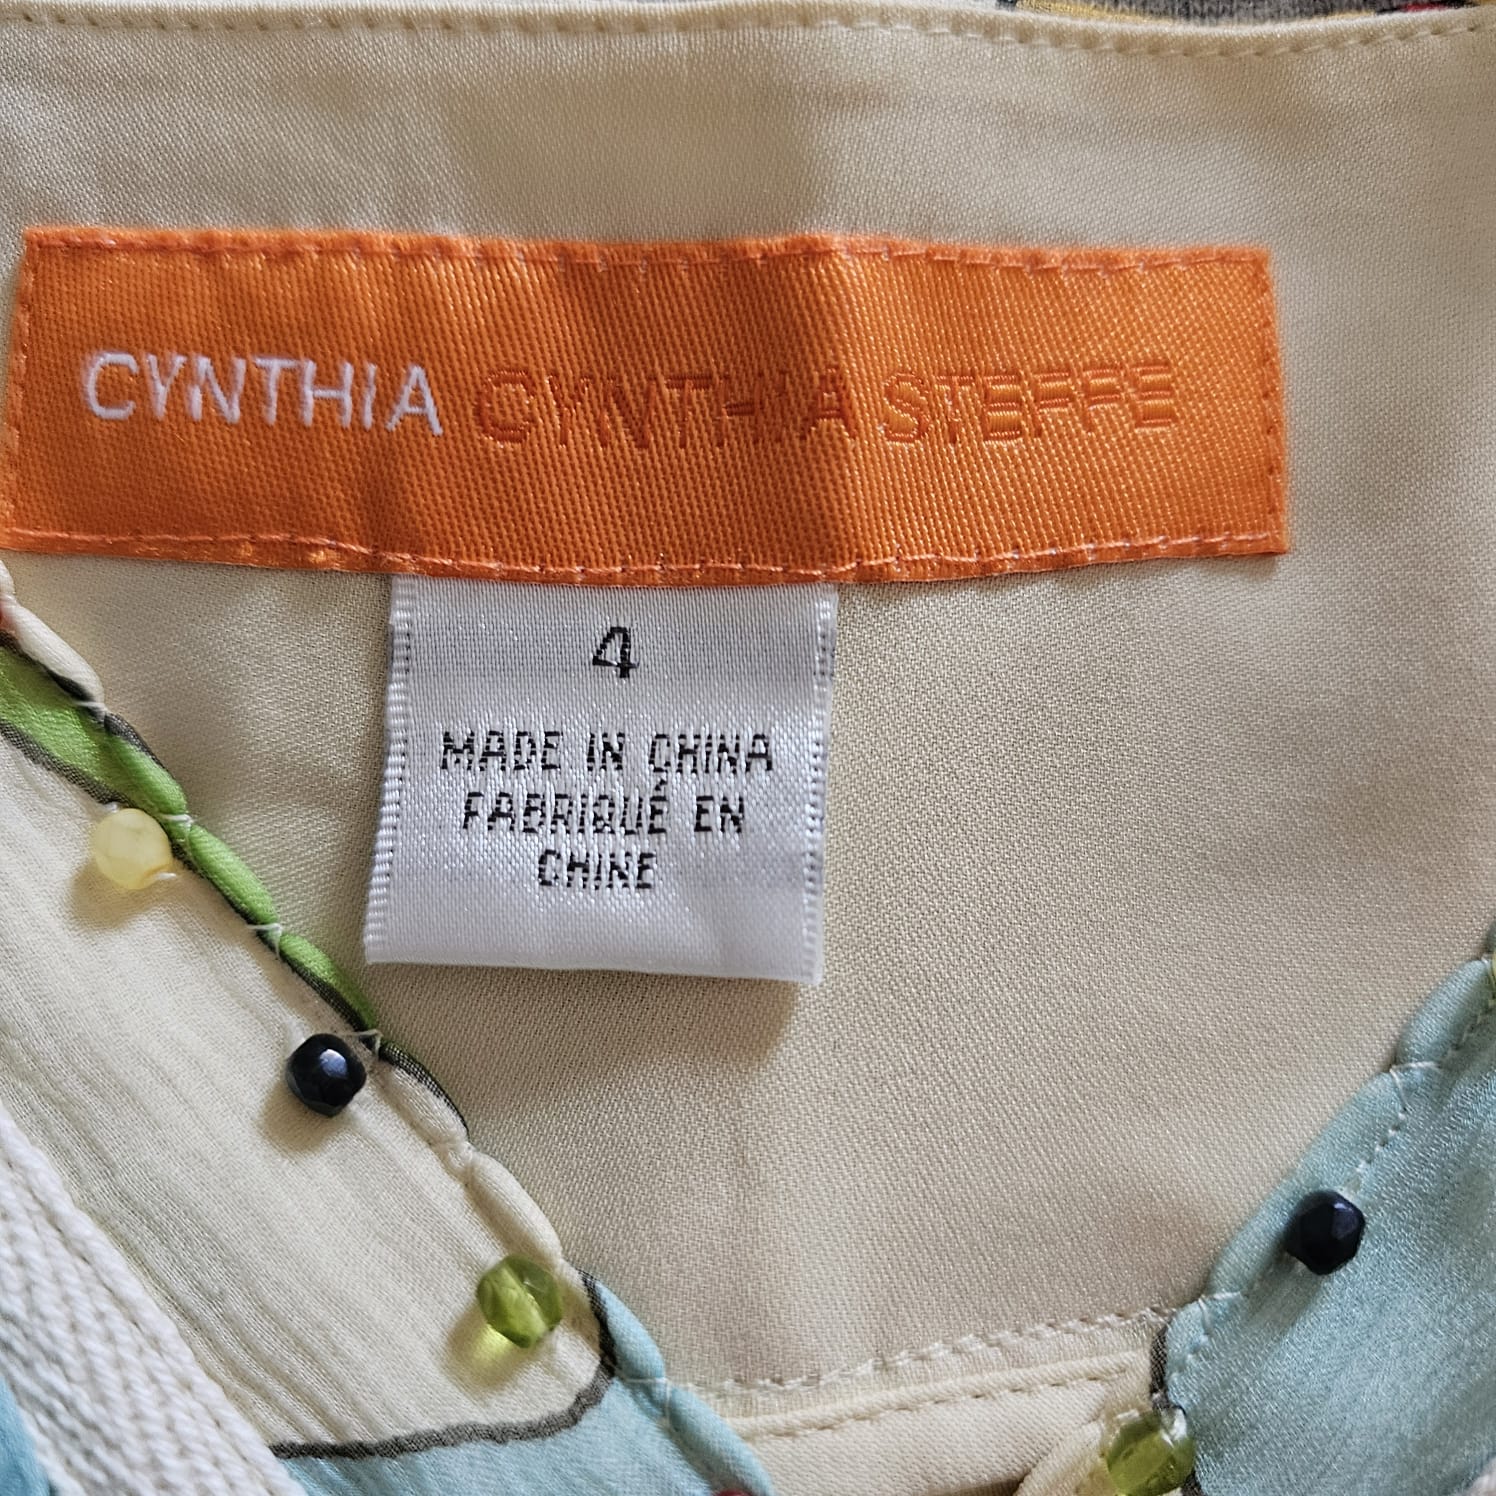 CYNTHIA CYNTHIA STEFFE
4
MADE IN CHINA
FABRIQUÉ EN
CHINE